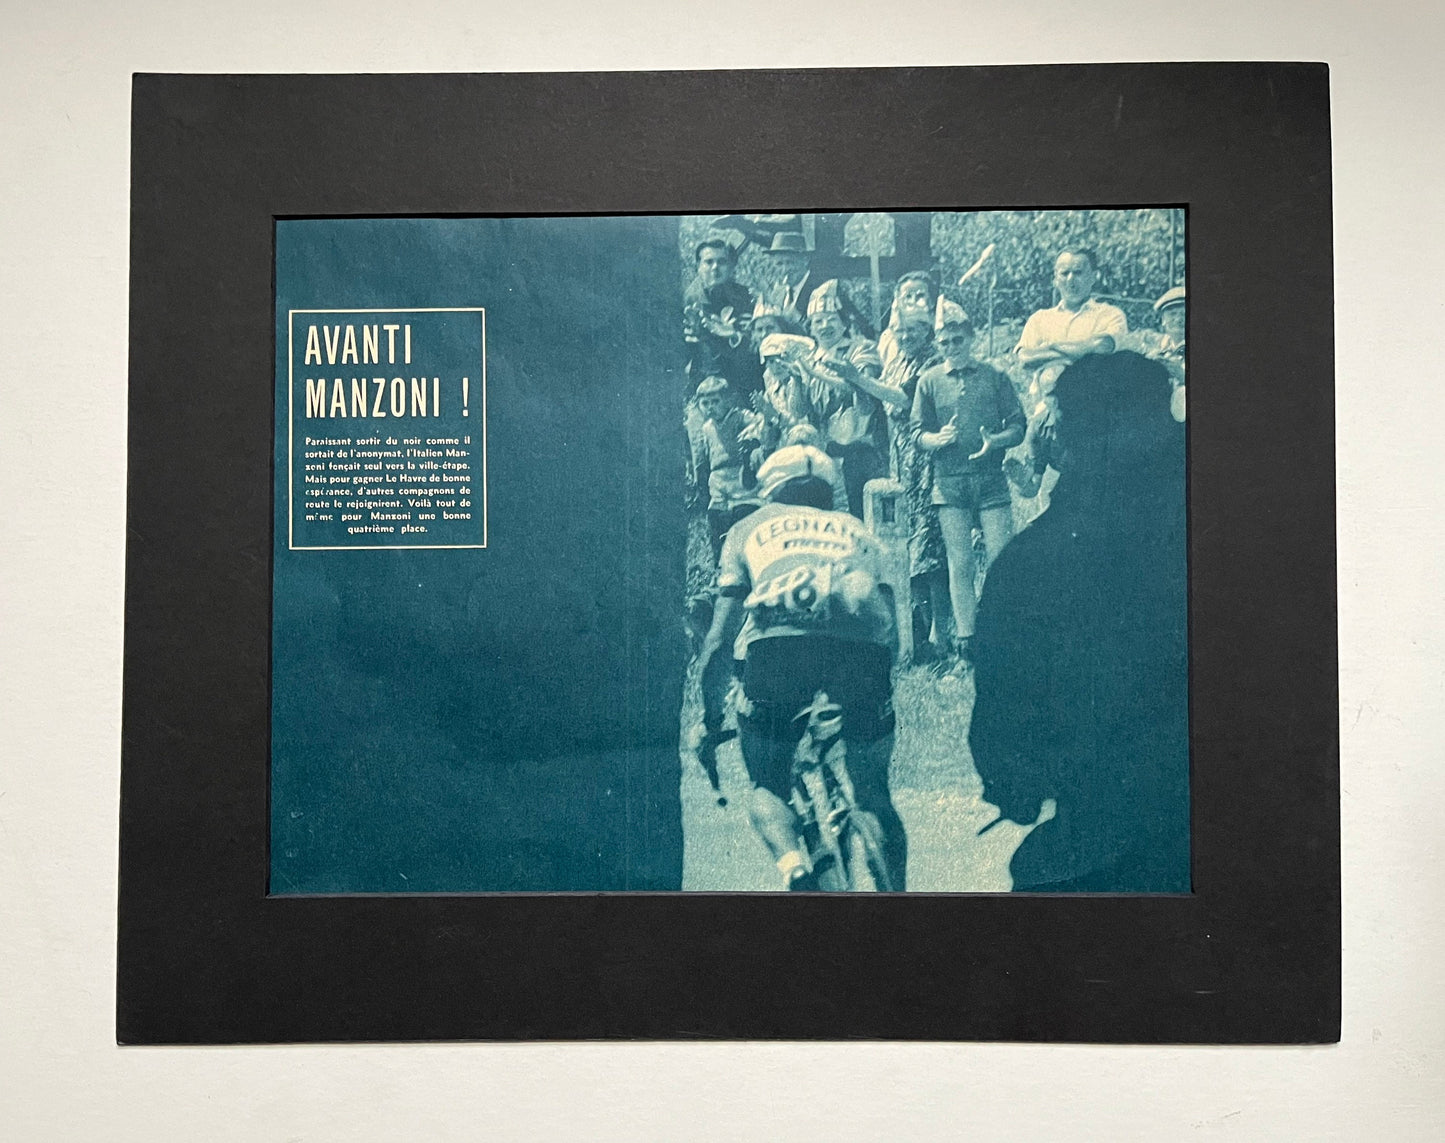 AVANTI
MANZONI !
Paraissant sortir du noir comme il
sortait de l'anonymat, l'Italien Man-
zoni fonçait seul vers la ville-étape.
Mais pour gagner Le Havre de bonne
espérance, d'autres compagnons de
route le rejoignirent. Voilà tout de
même pour Manzoni une bonne
quatrième place.
LEGNAN